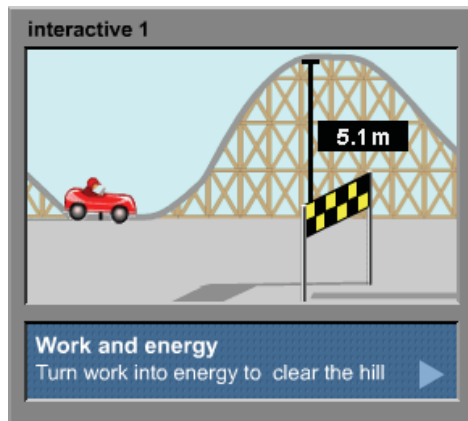 interactive 1
5.1 m
Work and energy
Turn work into energy to clear the hill